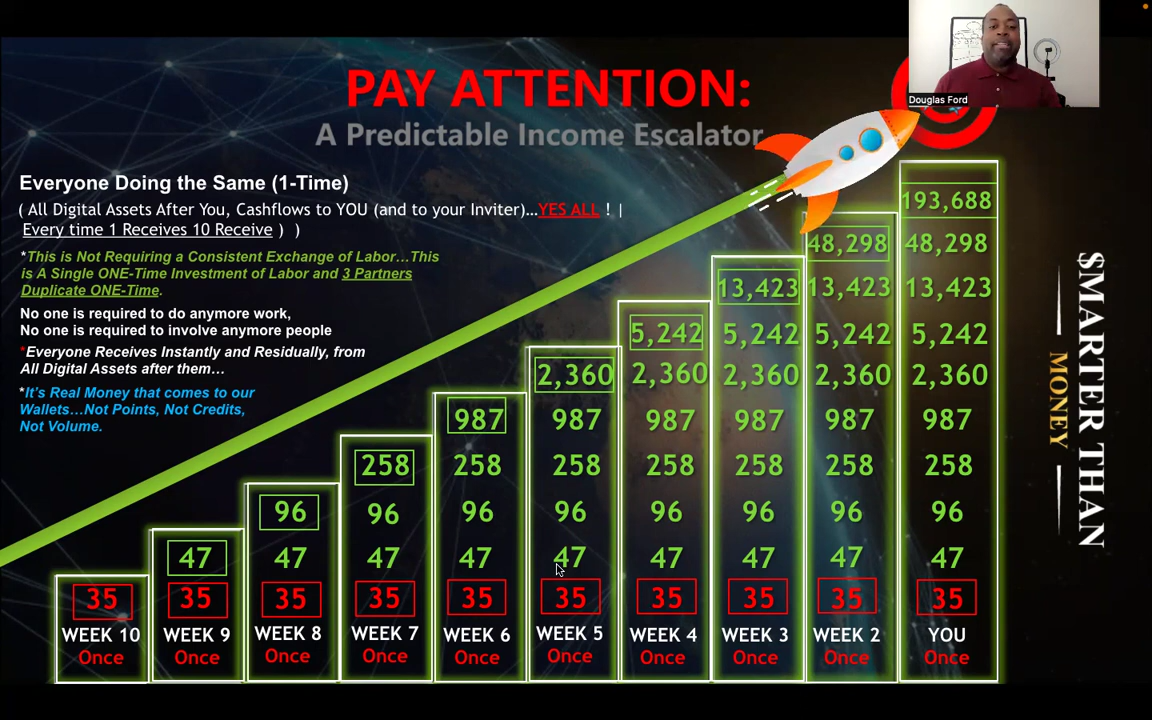 Douglas Ford
PAY ATTENTION:
A Predictable Income Escalator
Everyone Doing the Same (1-Time)
( All Digital Assets After You, Cashflows to YOU (and to your Inviter)...YES ALL ! |
Every time 1 Receives 10 Receive ) )
*This is Not Requiring a Consistent Exchange of Labor...This
is A Single ONE-Time Investment of Labor and 3 Partners
Duplicate ONE-Time.
No one is required to do anymore work,
No one is required to involve anymore people
*Everyone Receives Instantly and Residually, from
All Digital Assets after them...
*It's Real Money that comes to our
Wallets...Not Points, Not Credits,
Not Volume.
193,688
48,298 48,298
13,423 13,423 13,423
5,242 5,242 5,242 5,242
2,360 2,360 2,360 2,360 2,360
987 987 987 987 987 987
258 258 258 258 258 258 258
96 96 96 96 96 96 96 96
47 47 47 47 47 47 47 47 47
35 35 35 35 35 35 35 35 35 35
WEEK 10 WEEK 9 WEEK 8 WEEK 7 WEEK 6 WEEK 5 WEEK 4 WEEK 3 WEEK 2 YOU
Once Once Once Once Once Once Once Once Once Once
$MARTER THAN
MONEY